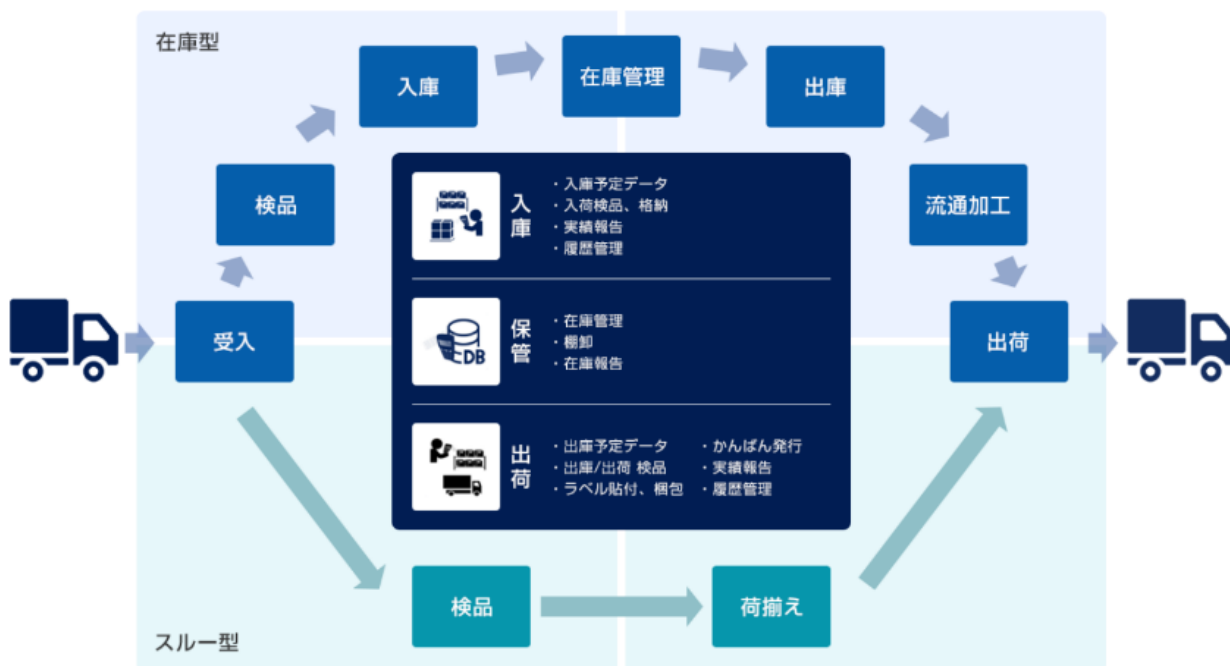 在庫型
入庫
在庫管理
出庫
検品
流通加工
受入
出荷
入庫
・入庫予定データ
・入荷検品、格納
・実績報告
・履歴管理
保管
CDB
・在庫管理
・棚卸
・在庫報告
出荷
・出庫予定データ
・出庫/出荷 検品
・ラベル貼付、梱包
・かんばん発行
・実績報告
・履歴管理
検品
荷揃え
スルー型